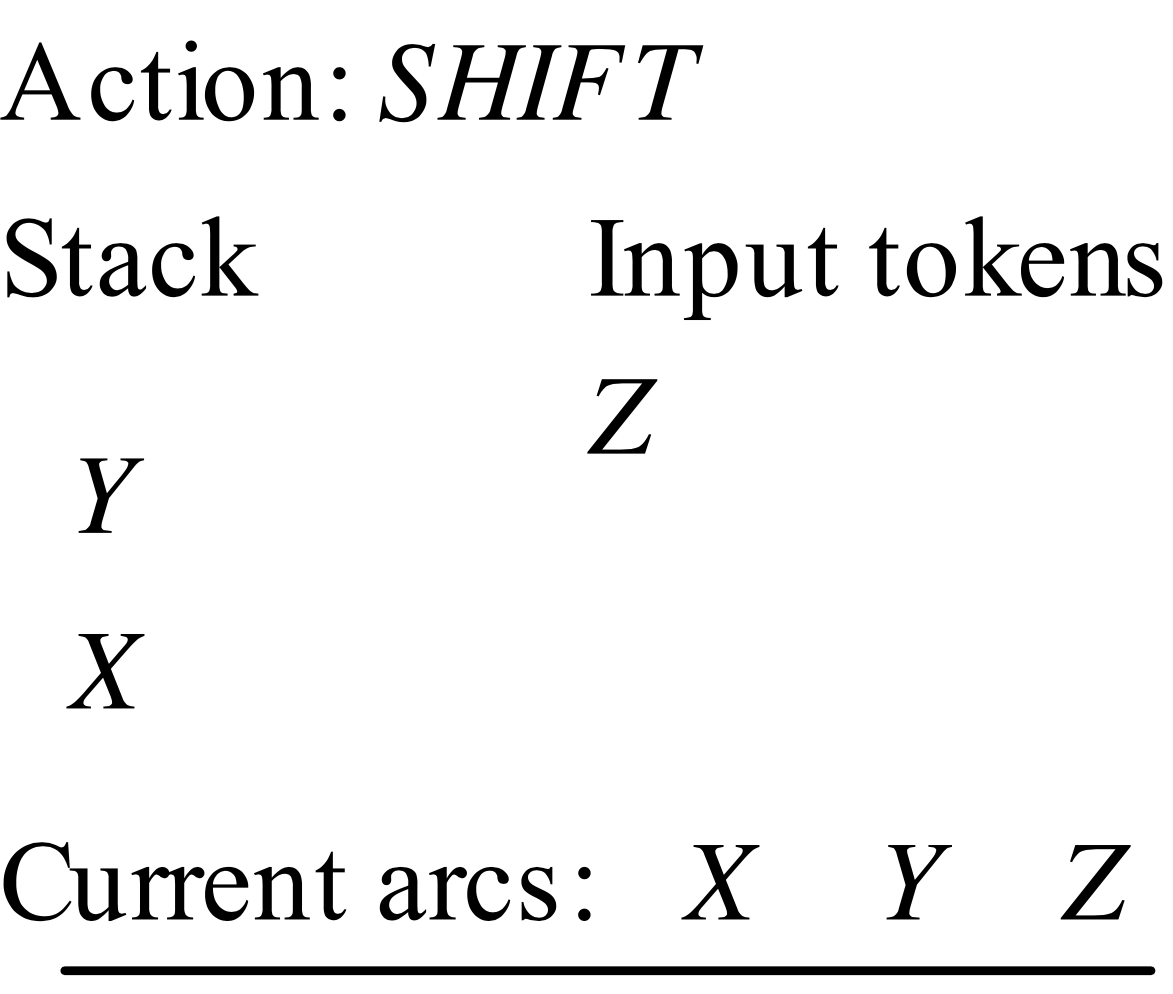 Action: SHIFT
Stack Input tokens
Z
Y
X
Current arcs: X Y Z